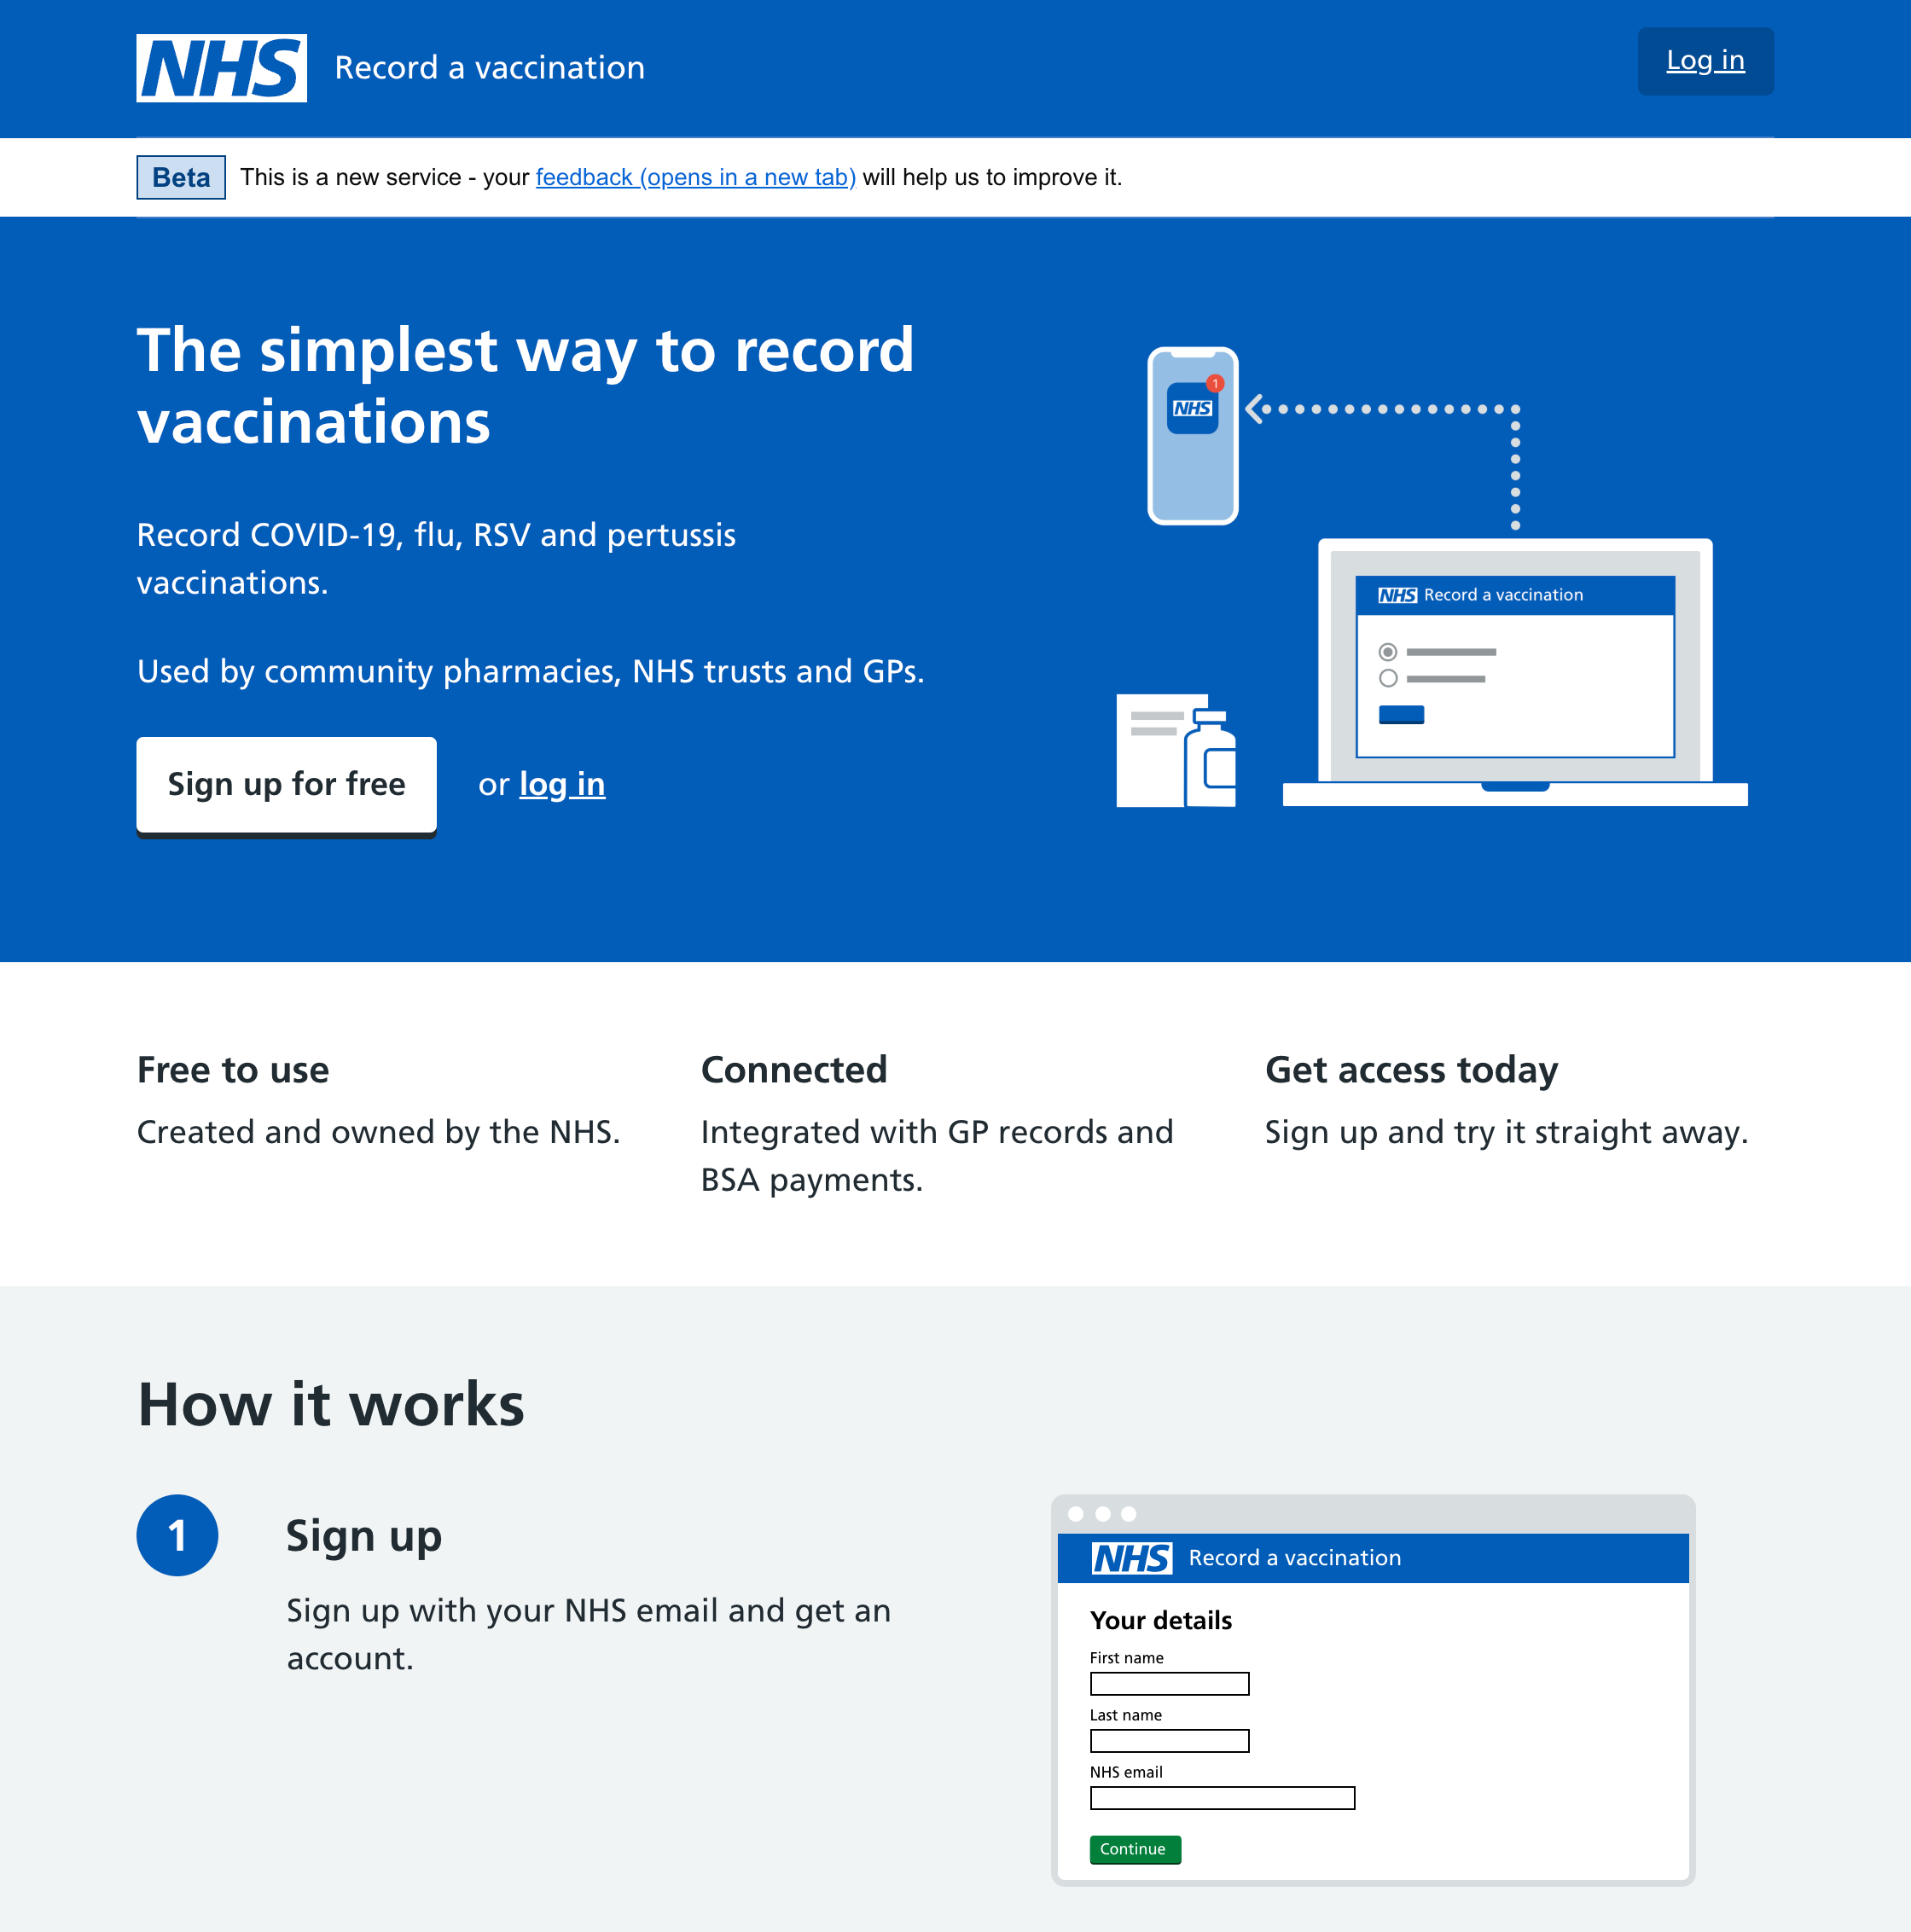 NHS Record a vaccination
Log in
Beta This is a new service - your feedback (opens in a new tab) will help us to improve it.
The simplest way to record
vaccinations
Record COVID-19, flu, RSV and pertussis
vaccinations.
Used by community pharmacies, NHS trusts and GPs.
Sign up for free or log in
1
NHS
NHS Record a vaccination
Free to use
Created and owned by the NHS.
Connected
Integrated with GP records and
BSA payments.
Get access today
Sign up and try it straight away.
How it works
1 Sign up
Sign up with your NHS email and get an
account.
NHS Record a vaccination
Your details
First name
Last name
NHS email
Continue